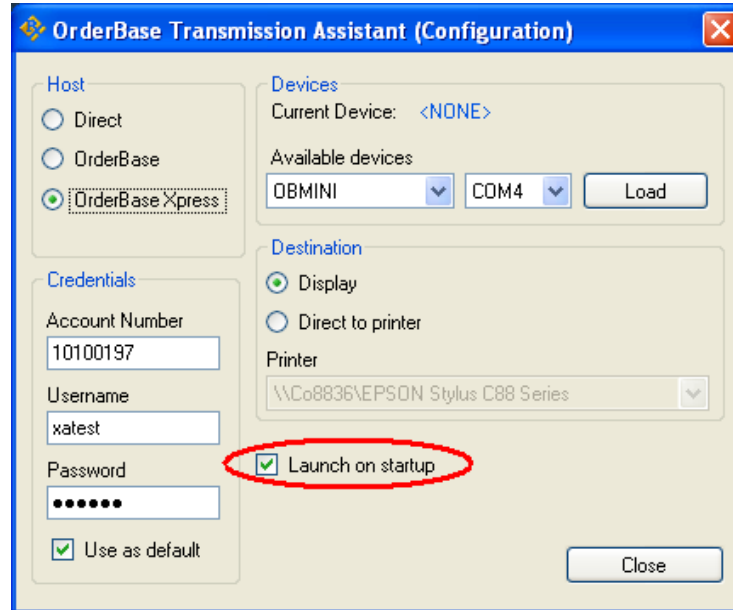 OrderBase Transmission Assistant (Configuration)
Host
Direct
OrderBase
OrderBase Xpress
Credentials
Account Number
10100197
Username
xatest
Password
●●●●●●
Use as default
Devices
Current Device: <NONE>
Available devices
OBMINI COM4 Load
Destination
Display
Direct to printer
Printer
\\Co8836\EPSON Stylus C88 Series
Launch on startup
Close